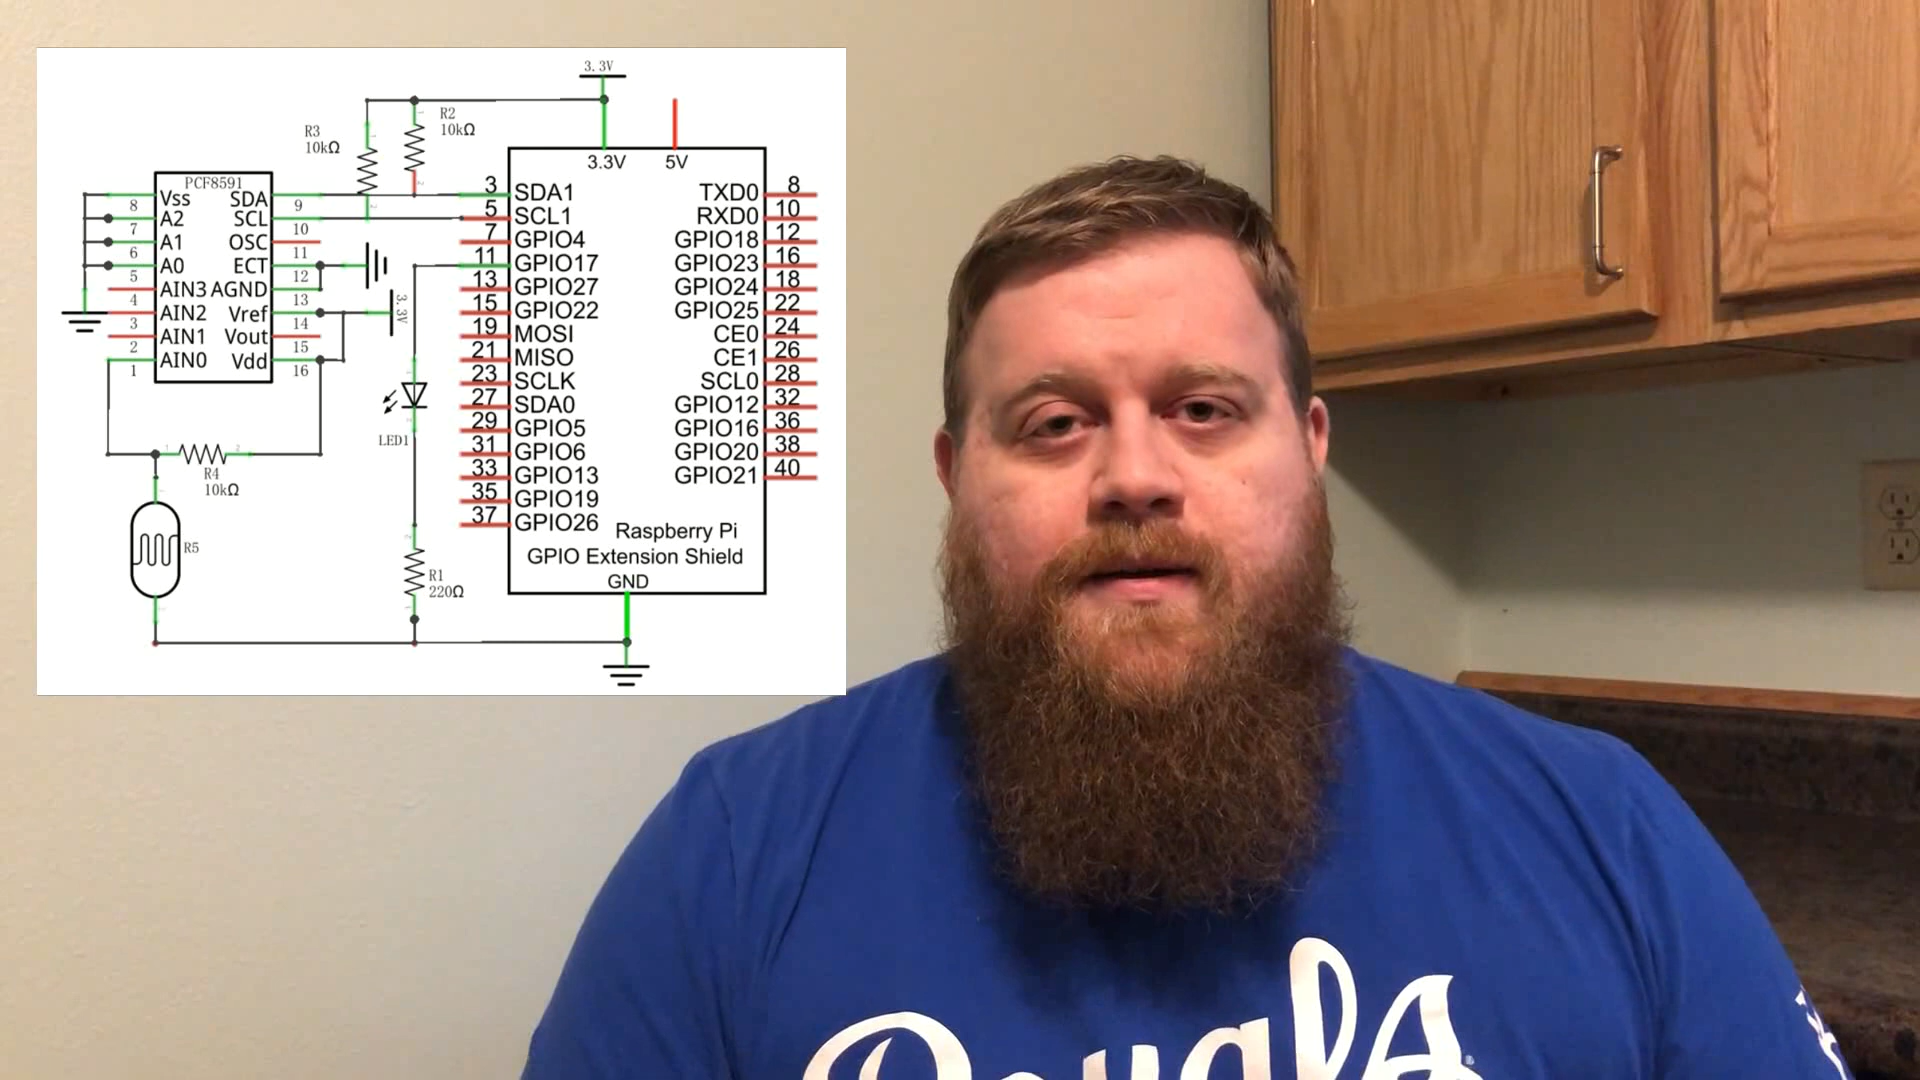 3.3V
R2
10kΩ
R3
10kΩ
3.3V
5V
PCF8591
Vss
SDA
8
9
A2
SCL
7
10
A1
OSC
6
11
A0
ECT
5
12
AIN3
AGND
4
13
AIN2
Vref
3
14
AIN1
Vout
2
15
AIN0
Vdd
1
16
3.3V
3 SDA1
5 SCL1
7 GPIO4
11 GPIO17
13 GPIO27
15 GPIO22
19 MOSI
21 MISO
23 SCLK
27 SDA0
29 GPIO5
31 GPIO6
33 GPIO13
35 GPIO19
37 GPIO26
TXD0 8
RXD0 10
GPIO18 12
GPIO23 16
GPIO24 18
GPIO25 22
CE0 24
CE1 26
SCL0 28
GPIO12 32
GPIO16 36
GPIO20 38
GPIO21 40
Raspberry Pi
GPIO Extension Shield
GND
LED1
1 2
R4
10kΩ
R5
R1
220Ω
Royals